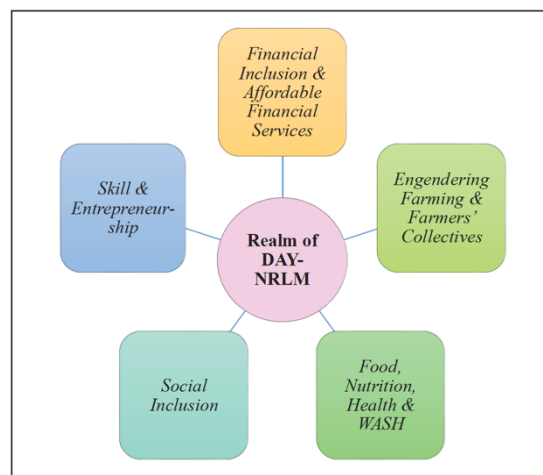 Financial
Inclusion &
Affordable
Financial
Services
Skill &
Entrepreneur-
ship
Engendering
Farming &
Farmers'
Collectives
Realm of
DAY-
NRLM
Social
Inclusion
Food,
Nutrition,
Health &
WASH